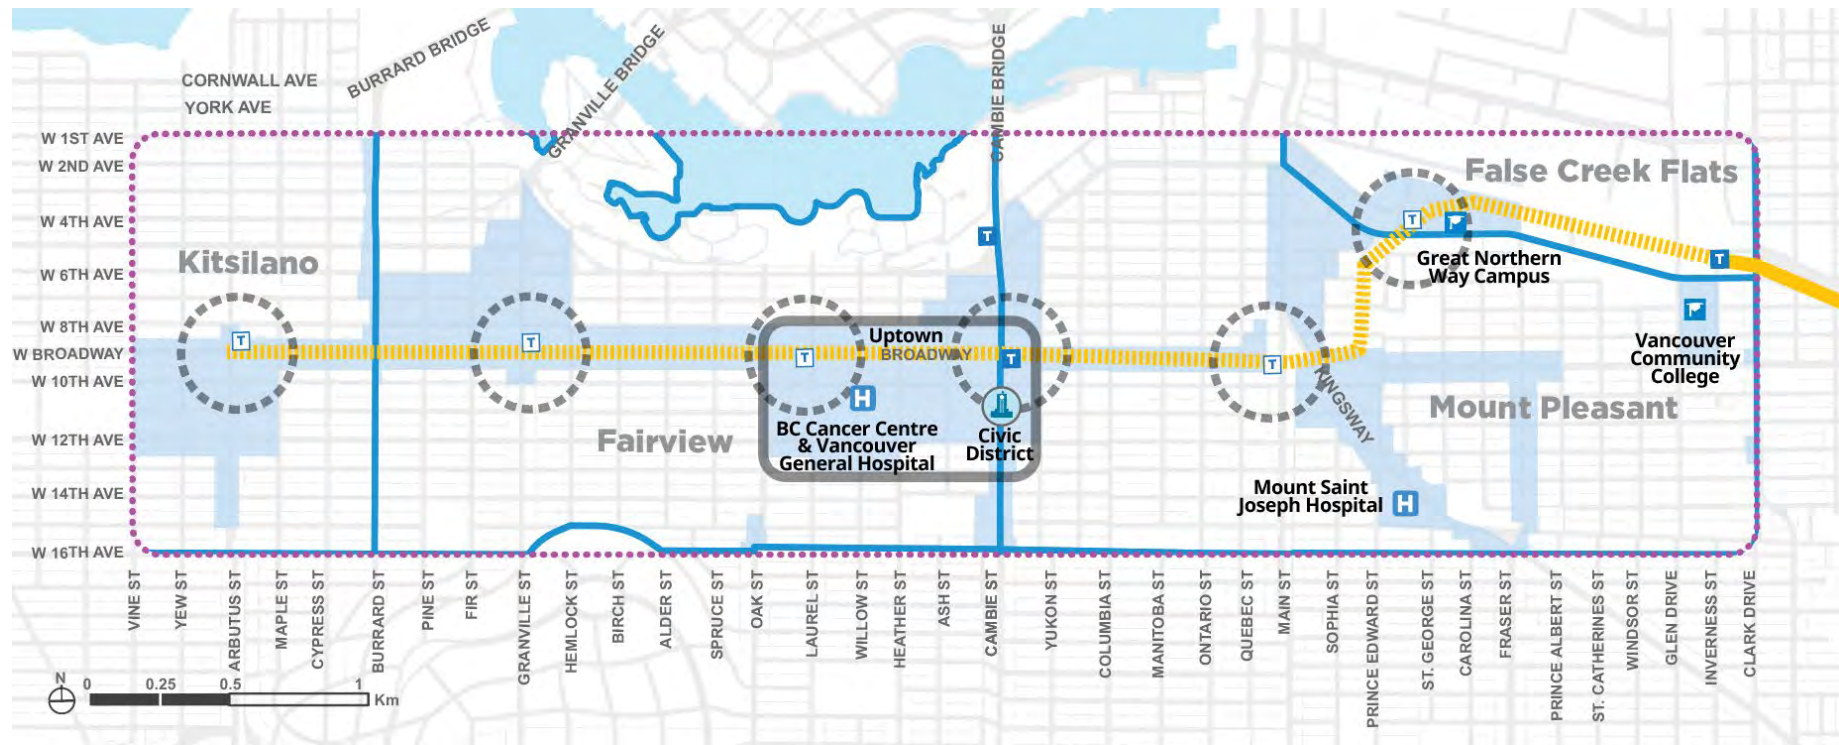 CORNWALL AVE
YORK AVE
BURRARD BRIDGE
GRANVILLE BRIDGE
CAMBIE BRIDGE
W 1ST AVE
W 2ND AVE
W 4TH AVE
W 6TH AVE
W 8TH AVE
W BROADWAY
W 10TH AVE
W 12TH AVE
W 14TH AVE
W 16TH AVE
Kitsilano
Fairview
False Creek Flats
Mount Pleasant
T
T
T
T
T
T
T
T
Uptown
BROADWAY
H
BC Cancer Centre
& Vancouver
General Hospital
Civic
District
Great Northern
Way Campus
Vancouver
Community
College
KINGSWAY
Mount Saint
Joseph Hospital
H
VINE ST
YEW ST
ARBUTUS ST
MAPLE ST
CYPRESS ST
BURRARD ST
PINE ST
FIR ST
GRANVILLE ST
HEMLOCK ST
BIRCH ST
ALDER ST
SPRUCE ST
OAK ST
LAUREL ST
WILLOW ST
HEATHER ST
ASH ST
CAMBIE ST
YUKON ST
COLUMBIA ST
MANITOBA ST
ONTARIO ST
QUEBEC ST
MAIN ST
SOPHIA ST
PRINCE EDWARD ST
ST. GEORGE ST
CAROLINA ST
FRASER ST
PRINCE ALBERT ST
ST. CATHERINES ST
WINDSOR ST
GLEN DRIVE
INVERNESS ST
CLARK DRIVE
N
0 0.25 0.5 1
Km